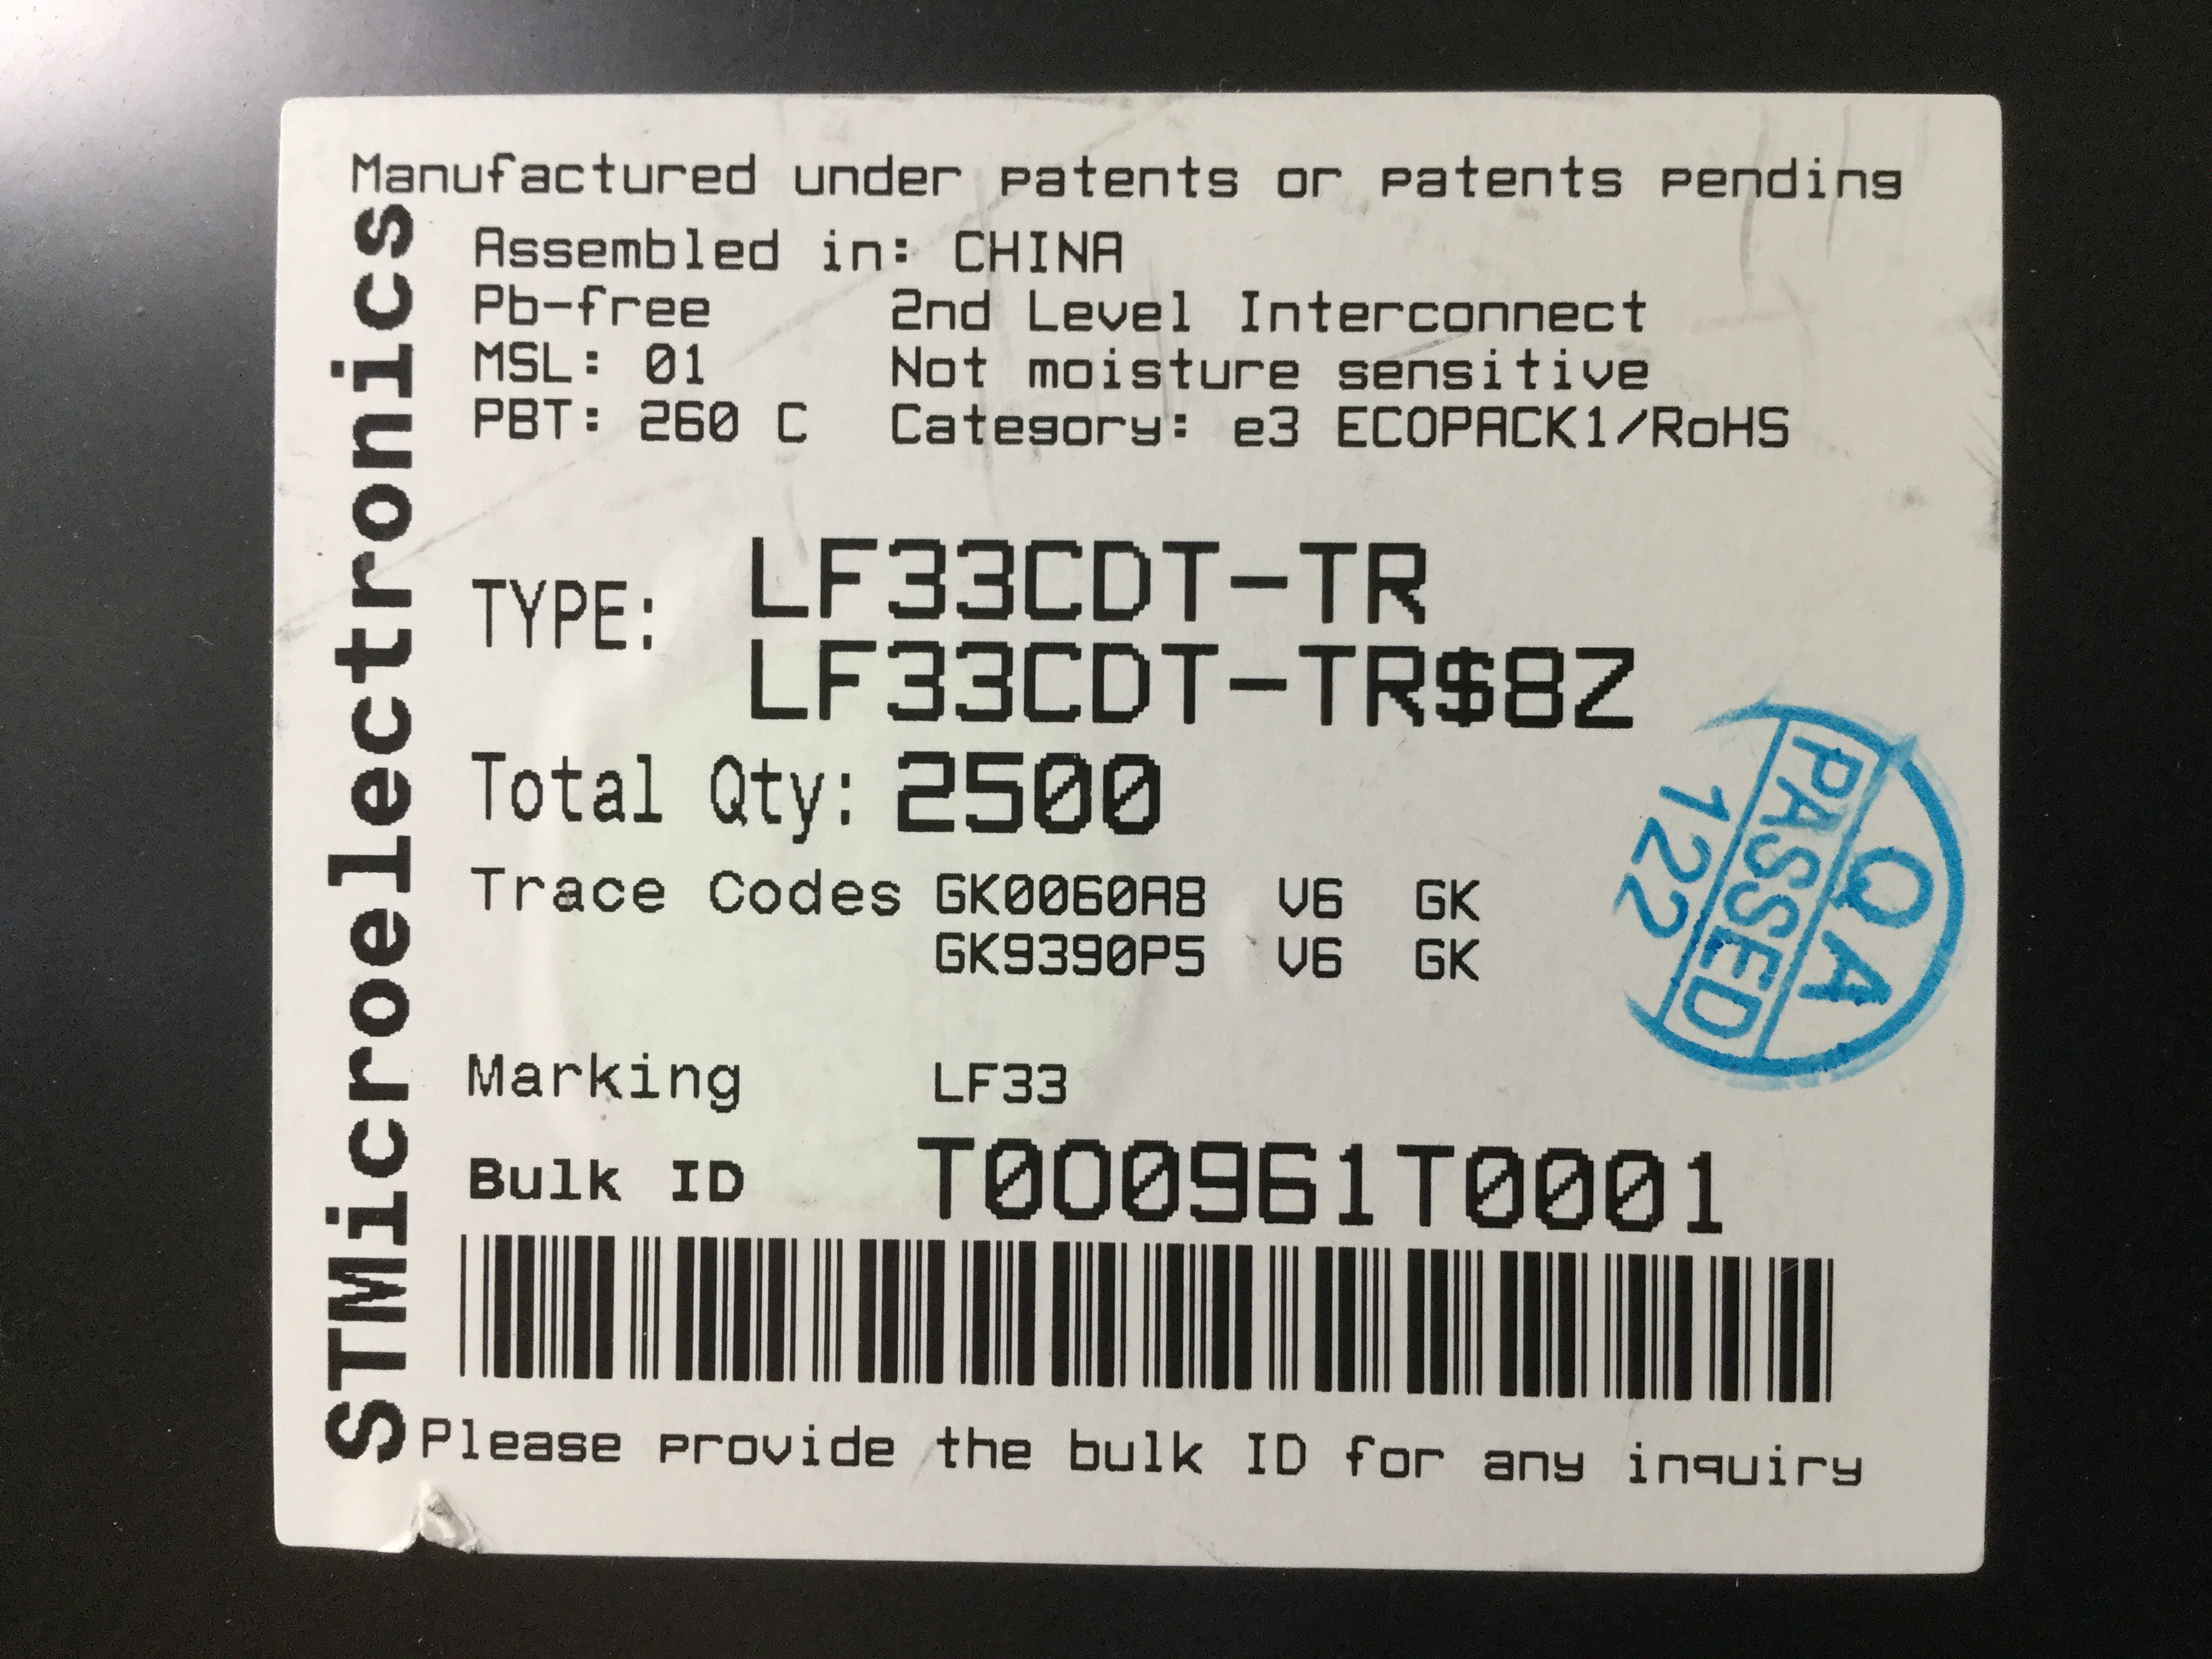 Manufactured under patents or patents pending
STMicroelectronics
Assembled in: CHINA
Pb-free 2nd Level Interconnect
MSL: 01 Not moisture sensitive
PBT: 260 C Category: e3 ECOPACK1/RoHS
TYPE: LF33CDT-TR
LF33CDT-TR$8Z
Total Qty: 2500
Trace Codes GK0060A8 V6 GK
GK9390P5 V6 GK
QA
PASSED
122
Marking LF33
Bulk ID T0O0961T0001
Please provide the bulk ID for any inquiry